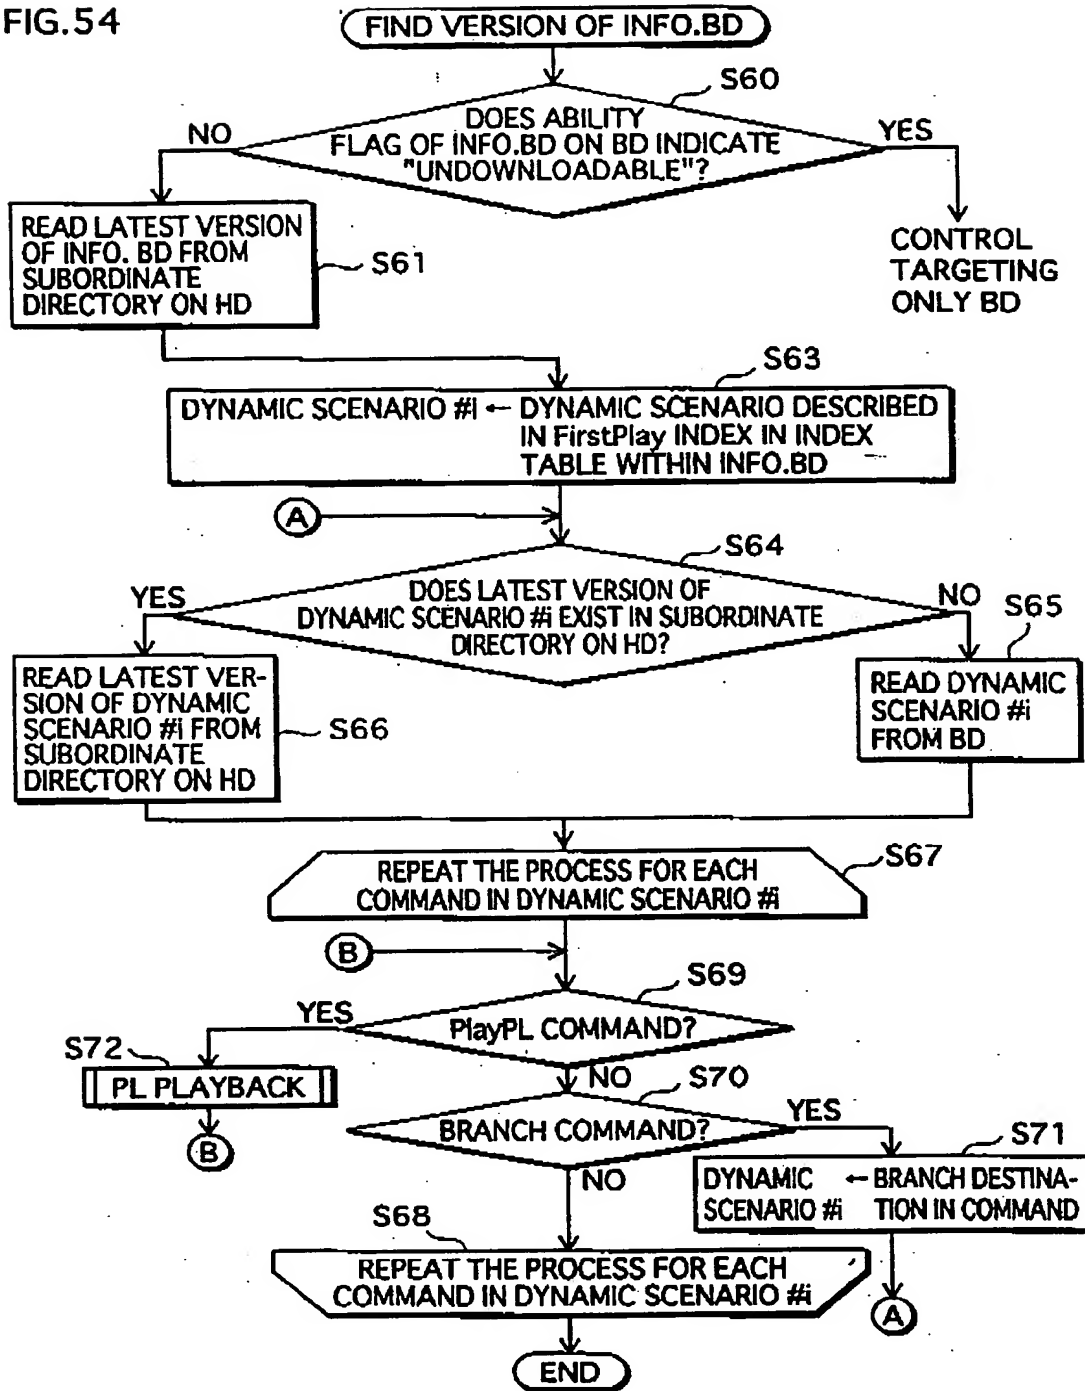 FIG.54
FIND VERSION OF INFO.BD
S60
DOES ABILITY
FLAG OF INFO.BD ON BD INDICATE
"UNDOWNLOADABLE"?
NO
YES
READ LATEST VERSION
OF INFO. BD FROM
SUBORDINATE
DIRECTORY ON HD
S61
CONTROL
TARGETING
ONLY BD
S63
DYNAMIC SCENARIO #i ← DYNAMIC SCENARIO DESCRIBED
IN FirstPlay INDEX IN INDEX
TABLE WITHIN INFO.BD
A
S64
DOES LATEST VERSION OF
DYNAMIC SCENARIO #i EXIST IN SUBORDINATE
DIRECTORY ON HD?
YES
NO
S65
READ LATEST VER-
SION OF DYNAMIC
SCENARIO #i FROM
SUBORDINATE
DIRECTORY ON HD
S66
READ DYNAMIC
SCENARIO #i
FROM BD
S67
REPEAT THE PROCESS FOR EACH
COMMAND IN DYNAMIC SCENARIO #i
B
S69
PlayPL COMMAND?
YES
NO
S72
PL PLAYBACK
B
S70
BRANCH COMMAND?
YES
NO
S71
DYNAMIC ← BRANCH DESTINA-
SCENARIO #i TION IN COMMAND
A
S68
REPEAT THE PROCESS FOR EACH
COMMAND IN DYNAMIC SCENARIO #i
END